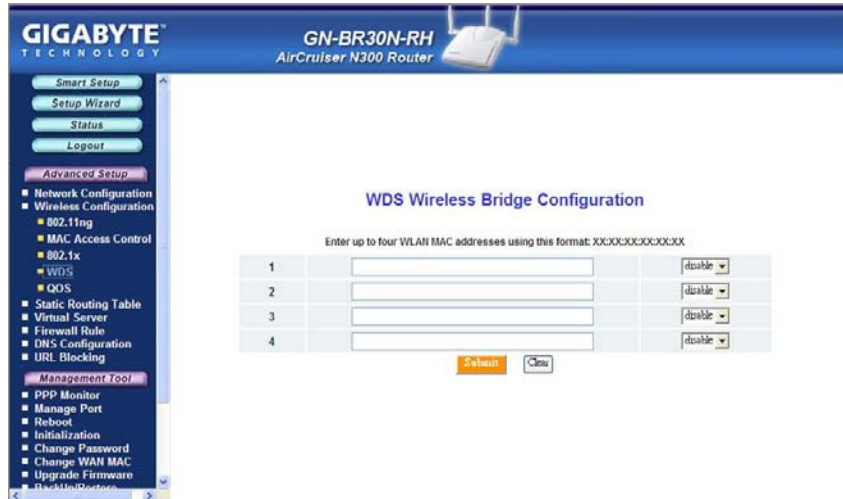 GIGABYTE™
TECHNOLOGY
GN-BR30N-RH
AirCruiser N300 Router
Smart Setup
Setup Wizard
Status
Logout
Advanced Setup
Network Configuration
Wireless Configuration
802.11ng
MAC Access Control
802.1x
WDS
QOS
Static Routing Table
Virtual Server
Firewall Rule
DNS Configuration
URL Blocking
Management Tool
PPP Monitor
Manage Port
Reboot
Initialization
Change Password
Change WAN MAC
Upgrade Firmware
BackUp/Restore
WDS Wireless Bridge Configuration
Enter up to four WLAN MAC addresses using this format: XX:XX:XX:XX:XX:XX
1 disable
2 disable
3 disable
4 disable
Submit Clear